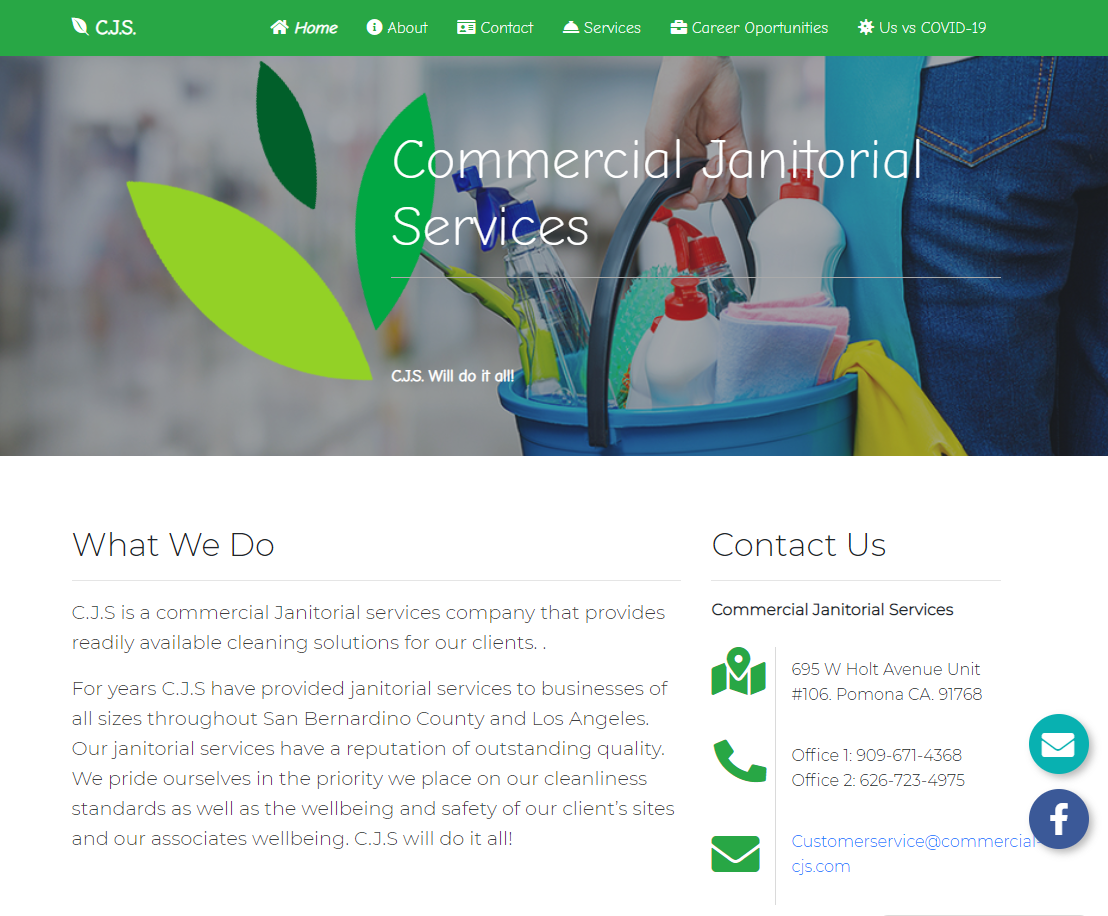 C.J.S.
Home
About
Contact
Services
Career Oportunities
Us vs COVID-19
Commercial Janitorial
Services
C.J.S. Will do it all!
What We Do
C.J.S is a commercial Janitorial services company that provides
readily available cleaning solutions for our clients. .
For years C.J.S have provided janitorial services to businesses of
all sizes throughout San Bernardino County and Los Angeles.
Our janitorial services have a reputation of outstanding quality.
We pride ourselves in the priority we place on our cleanliness
standards as well as the wellbeing and safety of our client’s sites
and our associates wellbeing. C.J.S will do it all!
Contact Us
Commercial Janitorial Services
695 W Holt Avenue Unit
#106. Pomona CA. 91768
Office 1: 909-671-4368
Office 2: 626-723-4975
Customerservice@commercial-
cjs.com